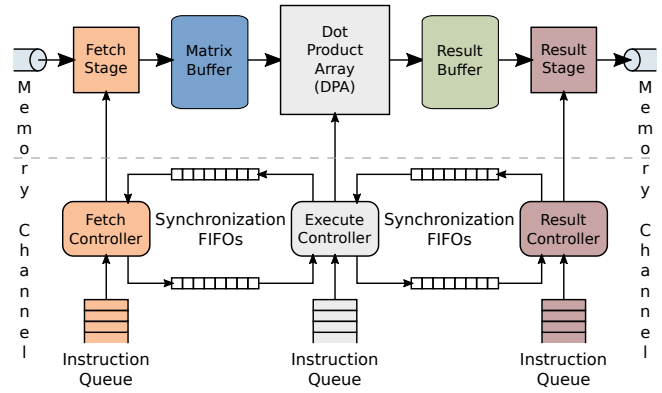 Fetch
Stage
Matrix
Buffer
Dot
Product
Array
(DPA)
Result
Buffer
Result
Stage
Memory Channel
Memory Channel
Fetch
Controller
Synchronization
FIFOs
Execute
Controller
Synchronization
FIFOs
Result
Controller
Instruction
Queue
Instruction
Queue
Instruction
Queue